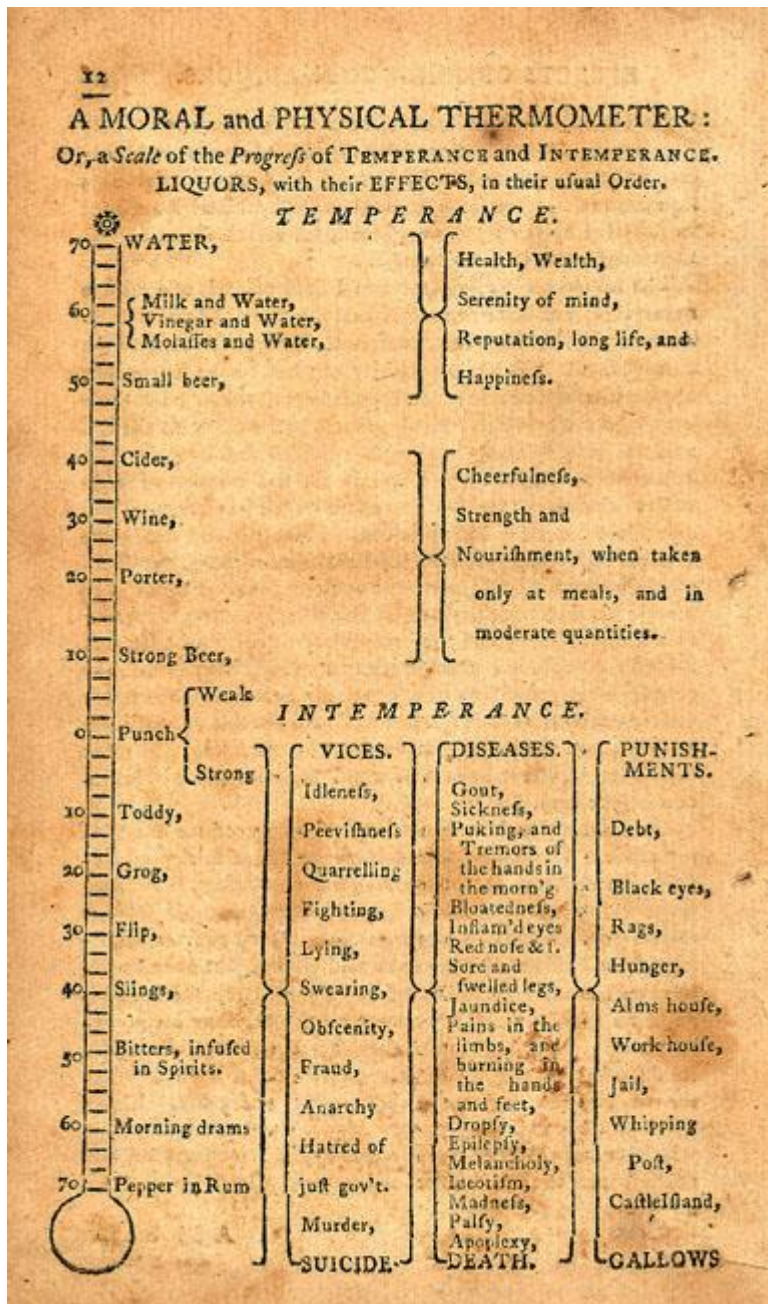 12
A MORAL and PHYSICAL THERMOMETER:
Or, a Scale of the Progreſs of TEMPERANCE and INTEMPERANCE.
LIQUORS, with their EFFECTS, in their uſual Order.
TEMPERANCE.
70 WATER,
60 Milk and Water,
Vinegar and Water,
Molaſſes and Water,
50 Small beer,
Health, Wealth,
Serenity of mind,
Reputation, long life, and
Happineſs.
40 Cider,
30 Wine,
20 Porter,
10 Strong Beer,
Cheerfulneſs,
Strength and
Nouriſhment, when taken
only at meals, and in
moderate quantities.
INTEMPERANCE.
Weak
0 Punch
Strong
10 Toddy,
20 Grog,
30 Flip,
40 Slings,
50 Bitters, infuſed
in Spirits.
60 Morning drams
70 Pepper in Rum
VICES.
Idleneſs,
Peeviſhneſs
Quarrelling
Fighting,
Lying,
Swearing,
Obſcenity,
Fraud,
Anarchy
Hatred of
juſt gov't.
Murder,
SUICIDE.
DISEASES.
Gout,
Sickneſs,
Puking, and
Tremors of
the hands in
the morn'g
Bloatedneſs,
Inflam'd eyes
Red noſe & f.
Sore and
ſwelled legs,
Jaundice,
Pains in the
limbs, and
burning in
the hands
and feet,
Dropſy,
Epilepſy,
Melancholy,
Ideotiſm,
Madneſs,
Palſy,
Apoplexy,
DEATH.
PUNISH-
MENTS.
Debt,
Black eyes,
Rags,
Hunger,
Alms houſe,
Work houſe,
Jail,
Whipping
Poſt,
Caſtle Iſland,
GALLOWS